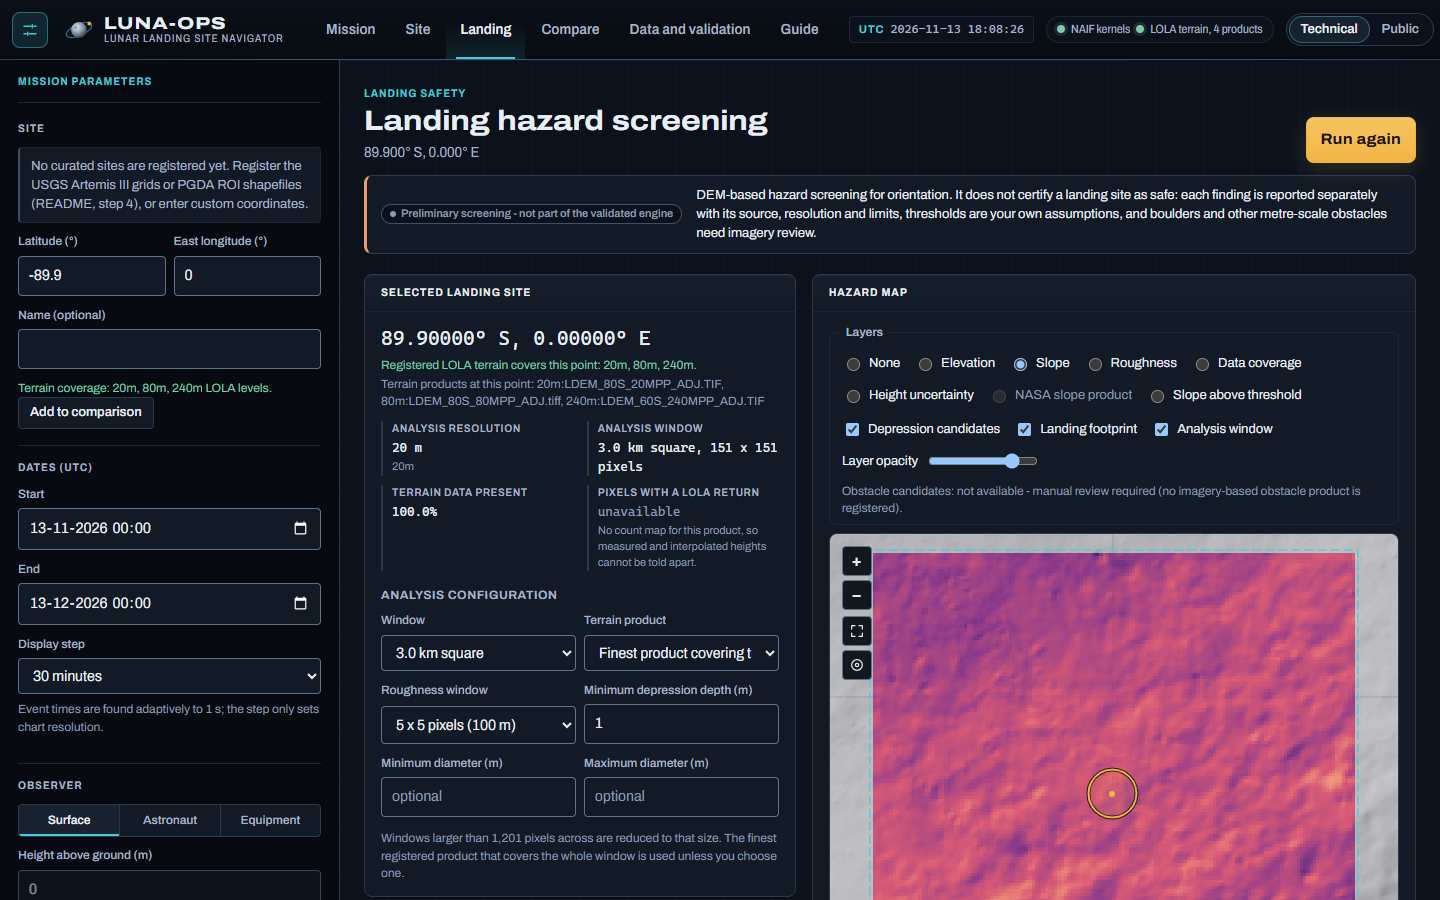 LUNA-OPS
LUNAR LANDING SITE NAVIGATOR
Mission
Site
Landing
Compare
Data and validation
Guide
UTC 2026-11-13 18:08:26
NAIF kernels
LOLA terrain, 4 products
Technical
Public
MISSION PARAMETERS
SITE
No curated sites are registered yet. Register the
USGS Artemis III grids or PGDA ROI shapefiles
(README, step 4), or enter custom coordinates.
Latitude (°)
East longitude (°)
-89.9
0
Name (optional)
Terrain coverage: 20m, 80m, 240m LOLA levels.
Add to comparison
DATES (UTC)
Start
13-11-2026 00:00
End
13-12-2026 00:00
Display step
30 minutes
Event times are found adaptively to 1 s; the step only sets
chart resolution.
OBSERVER
Surface
Astronaut
Equipment
Height above ground (m)
0
LANDING SAFETY
Landing hazard screening
89.900° S, 0.000° E
Run again
Preliminary screening - not part of the validated engine
DEM-based hazard screening for orientation. It does not certify a landing site as safe: each finding is reported separately
with its source, resolution and limits, thresholds are your own assumptions, and boulders and other metre-scale obstacles
need imagery review.
SELECTED LANDING SITE
89.90000° S, 0.00000° E
Registered LOLA terrain covers this point: 20m, 80m, 240m.
Terrain products at this point: 20m:LDEM_80S_20MPP_ADJ.TIF,
80m:LDEM_80S_80MPP_ADJ.tiff, 240m:LDEM_60S_240MPP_ADJ.TIF
ANALYSIS RESOLUTION
20 m
20m
ANALYSIS WINDOW
3.0 km square, 151 x 151
pixels
TERRAIN DATA PRESENT
100.0%
PIXELS WITH A LOLA RETURN
unavailable
No count map for this product, so
measured and interpolated heights
cannot be told apart.
ANALYSIS CONFIGURATION
Window
Terrain product
3.0 km square
Finest product covering t
Roughness window
Minimum depression depth (m)
5 x 5 pixels (100 m)
1
Minimum diameter (m)
Maximum diameter (m)
optional
optional
Windows larger than 1,201 pixels across are reduced to that size. The finest
registered product that covers the whole window is used unless you choose
one.
HAZARD MAP
Layers
None
Elevation
Slope
Roughness
Data coverage
Height uncertainty
NASA slope product
Slope above threshold
Depression candidates
Landing footprint
Analysis window
Layer opacity
Obstacle candidates: not available - manual review required (no imagery-based obstacle product is
registered).
+
−